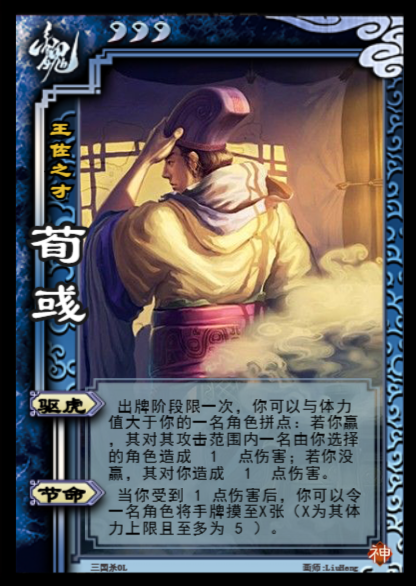 魏
王佐之才
荀彧
驱虎
出牌阶段限一次，你可以与体力
值大于你的一名角色拼点：若你赢
，其对其攻击范围内一名由你选择
的角色造成 1 点伤害；若你没
赢，其对你造成 1 点伤害。
节命
当你受到 1 点伤害后，你可以令
一名角色将手牌摸至X张（X为其体
力上限且至多为 5 ）。
神
三国杀OL
画师:LiuHeng